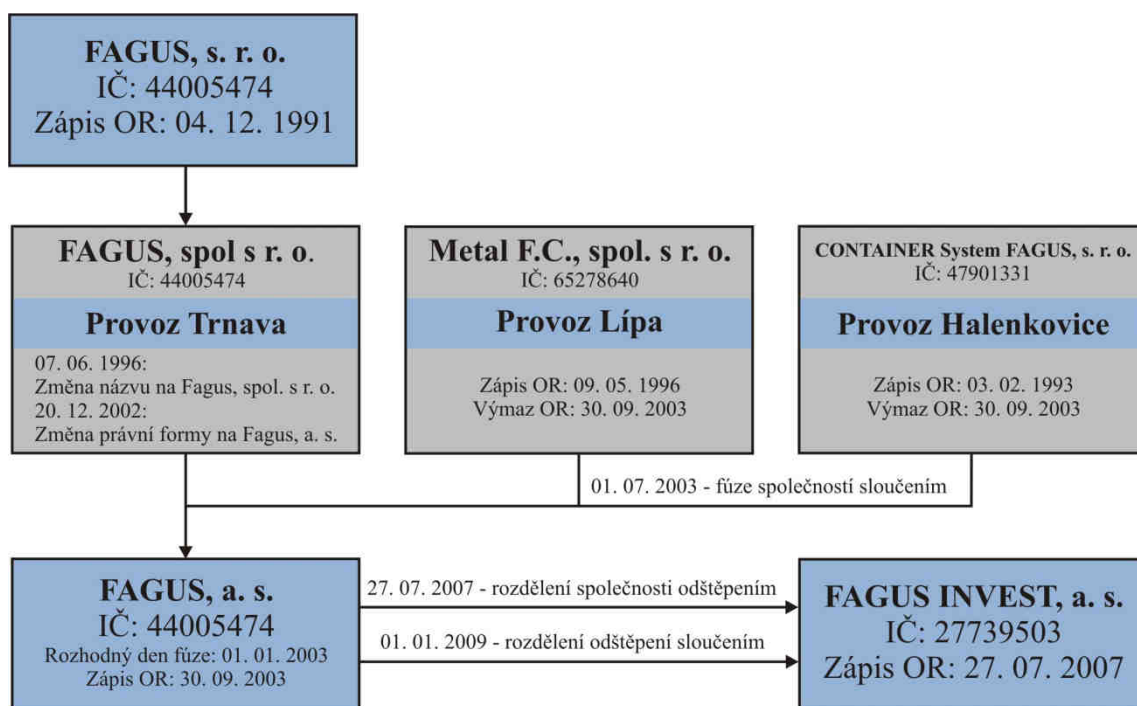 FAGUS, s. r. o.
IČ: 44005474
Zápis OR: 04. 12. 1991
FAGUS, spol s r. o.
IČ: 44005474
Provoz Trnava
07. 06. 1996:
Změna názvu na Fagus, spol. s r. o.
20. 12. 2002:
Změna právní formy na Fagus, a. s.
Metal F.C., spol. s r. o.
IČ: 65278640
Provoz Lípa
Zápis OR: 09. 05. 1996
Výmaz OR: 30. 09. 2003
CONTAINER System FAGUS, s. r. o.
IČ: 47901331
Provoz Halenkovice
Zápis OR: 03. 02. 1993
Výmaz OR: 30. 09. 2003
01. 07. 2003 - fúze společností sloučením
FAGUS, a. s.
IČ: 44005474
Rozhodný den fúze: 01. 01. 2003
Zápis OR: 30. 09. 2003
27. 07. 2007 - rozdělení společnosti odštěpením
01. 01. 2009 - rozdělení odštěpení sloučením
FAGUS INVEST, a. s.
IČ: 27739503
Zápis OR: 27. 07. 2007